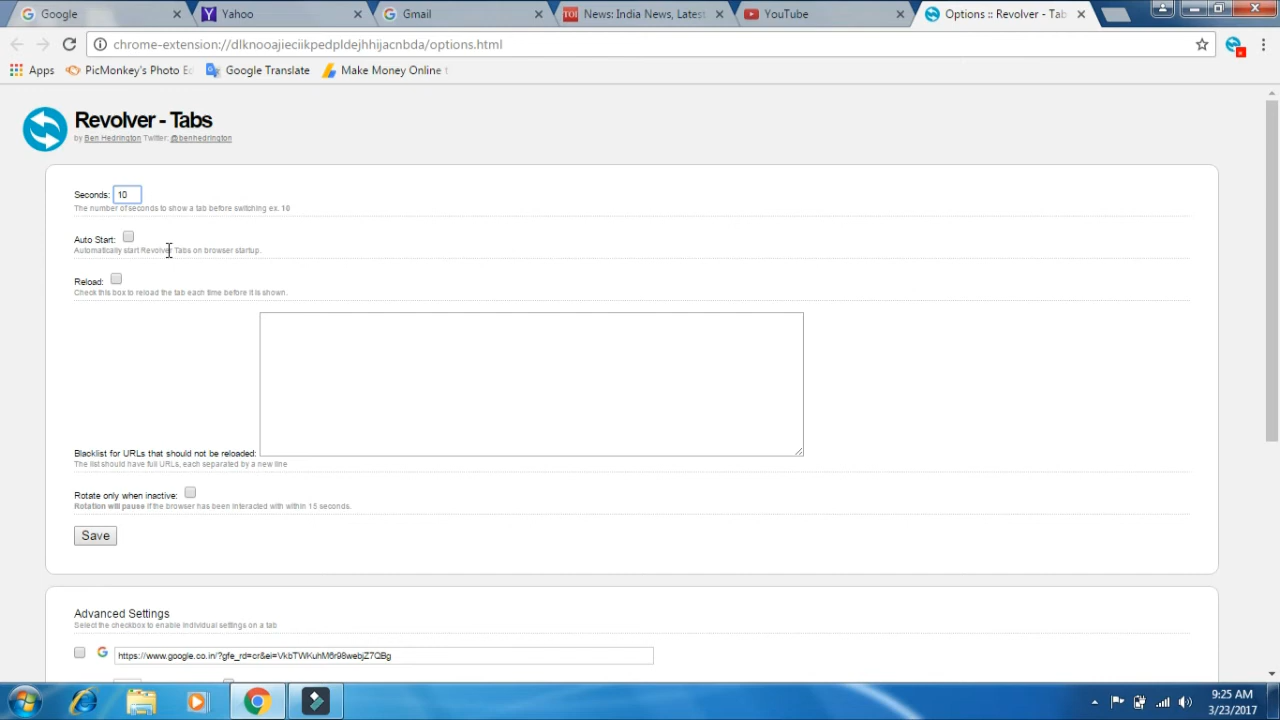 Google
Yahoo
Gmail
News: India News, Latest
YouTube
Options :: Revolver - Tab
chrome-extension://dlknooajieciikpedpldejhhijacnbda/options.html
Apps
PicMonkey's Photo Ec
Google Translate
Make Money Online t
Revolver - Tabs
by Ben Hedrington Twitter: @benhedrington
Seconds: 10
The number of seconds to show a tab before switching ex. 10
Auto Start:
Automatically start Revolver Tabs on browser startup.
Reload:
Check this box to reload the tab each time before it is shown.
Blacklist for URLs that should not be reloaded:
The list should have full URLs, each separated by a new line
Rotate only when inactive:
Rotation will pause if the browser has been interacted with within 15 seconds.
Save
Advanced Settings
Select the checkbox to enable individual settings on a tab
https://www.google.co.in/?gfe_rd=cr&ei=VkbTWKuhM6r98webjZ7QBg
9:25 AM
3/23/2017